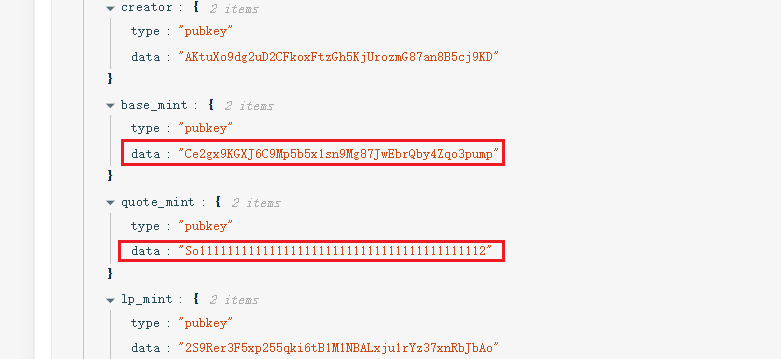 creator : { 2 items
type : "pubkey"
data : "AKtuXo9dg2uD2CFkoxFtzGh5KjUrozmG87an8B5cj9KD"
}
base_mint : { 2 items
type : "pubkey"
data : "Ce2gx9KGXJ6C9Mp5b5x1sn9Mg87JwEbrQby4Zqo3pump"
}
quote_mint : { 2 items
type : "pubkey"
data : "So11111111111111111111111111111111111111112"
}
lp_mint : { 2 items
type : "pubkey"
data : "2S9Rer3F5xp255qki6tB1M1NBALxju1rYz37xnRbJbAo"